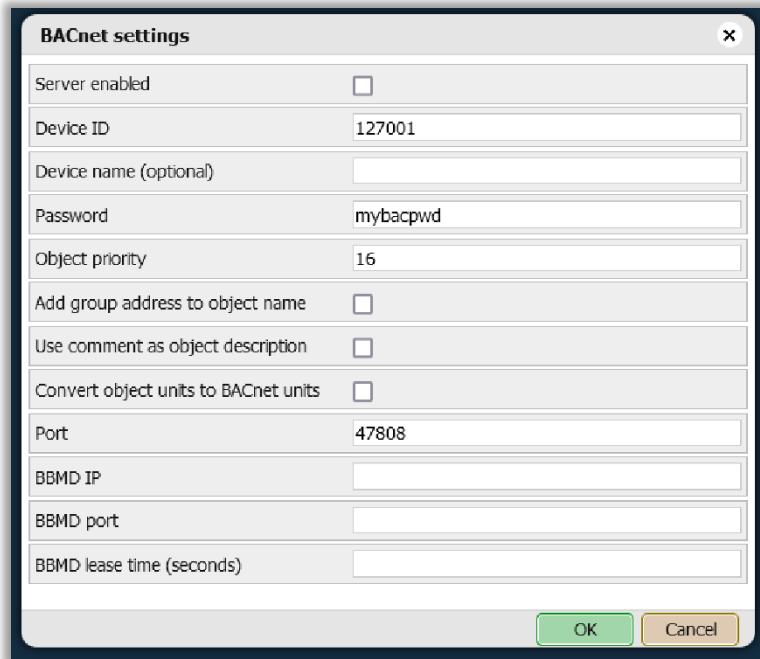 BACnet settings
Server enabled
Device ID 127001
Device name (optional)
Password mybacpwd
Object priority 16
Add group address to object name
Use comment as object description
Convert object units to BACnet units
Port 47808
BBMD IP
BBMD port
BBMD lease time (seconds)
OK Cancel